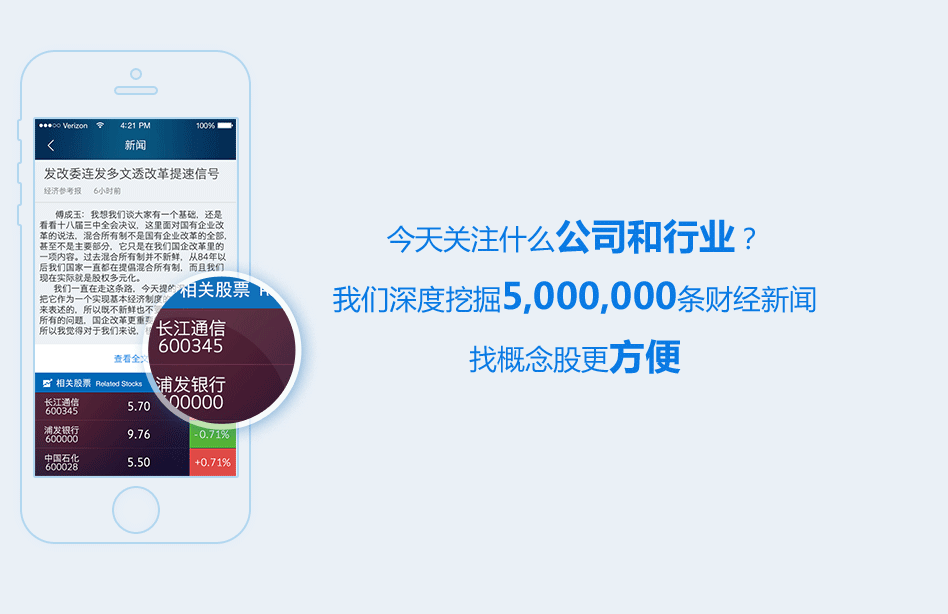 Verizon 4:21 PM 100%
新闻
发改委连发多文透改革提速信号
经济参考报 6小时前
傅成玉：我想我们谈大家有一个基础，还是
看看十八届三中全会决议，这里面对国有企业改
革的说法，混合所有制不是国有企业改革的全部，
甚至不是主要部分，它只是在我们国企改革里的
一项内容。过去混合所有制并不新鲜，从84年以
后我们国家一直都在提倡混合所有制，而且我们
现在实际就是股权多元化。
我们一直在走这条路，今天提的
把它作为一个实现基本经济制度
来表述的，所以既不新鲜也不
所有的问题，国企改革更重要
所以我觉得对于我们来说，
查看全文
相关股票 Related Stocks
长江通信
600345 5.70
浦发银行
600000 9.76 -0.71%
中国石化
600028 5.50 +0.71%
相关股票
长江通信
600345
浦发银行
600000
今天关注什么公司和行业？
我们深度挖掘5,000,000条财经新闻
找概念股更方便